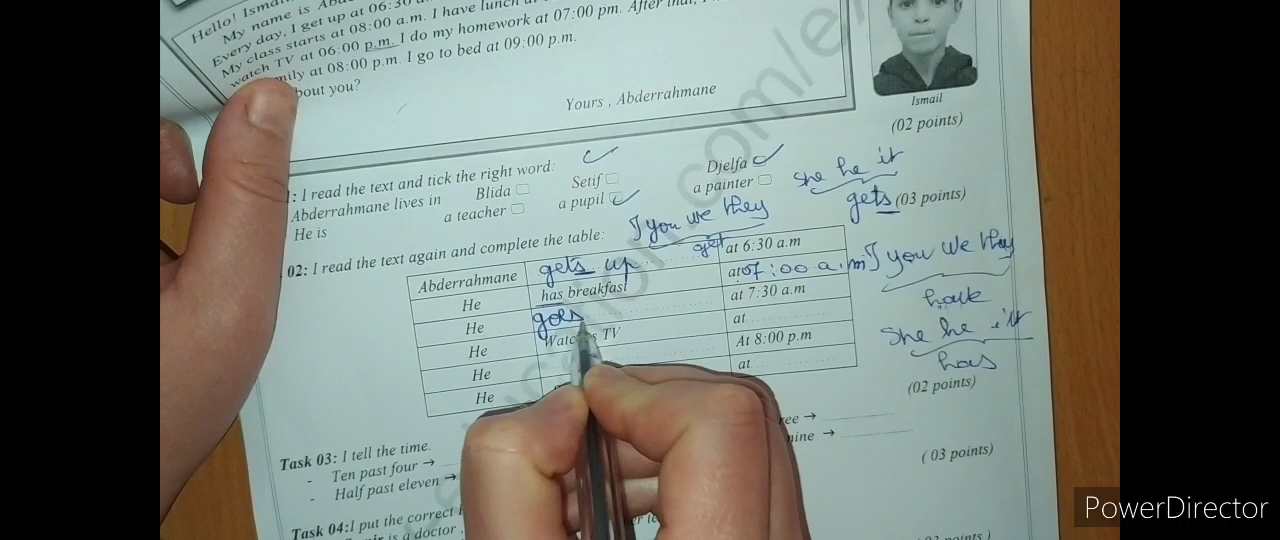 Hello! Ismail
My name is Abd
Every day, I get up at 06:30 a
My class starts at 08:00 a.m. I have lunch at
watch TV at 06:00 p.m. I do my homework at 07:00 pm. After that, I
mily at 08:00 p.m. I go to bed at 09:00 p.m.
bout you?
Yours , Abderrahmane
Ismail
(02 points)
1: I read the text and tick the right word:
Abderrahmane lives in Blida Setif Djelfa
He is a teacher a pupil a painter
she he it
gets (03 points)
I you we they
get
02: I read the text again and complete the table:
Abderrahmane gets up at 6:30 a.m
He has breakfast at 07:00 a.m
He goes at 7:30 a.m
He Watches TV at
He At 8:00 p.m
He at
I you we they
have
she he it
has
(02 points)
Task 03: I tell the time.
- Ten past four →
- Half past eleven →
ree →
nine →
( 03 points)
Task 04:I put the correct
is a doctor
PowerDirector